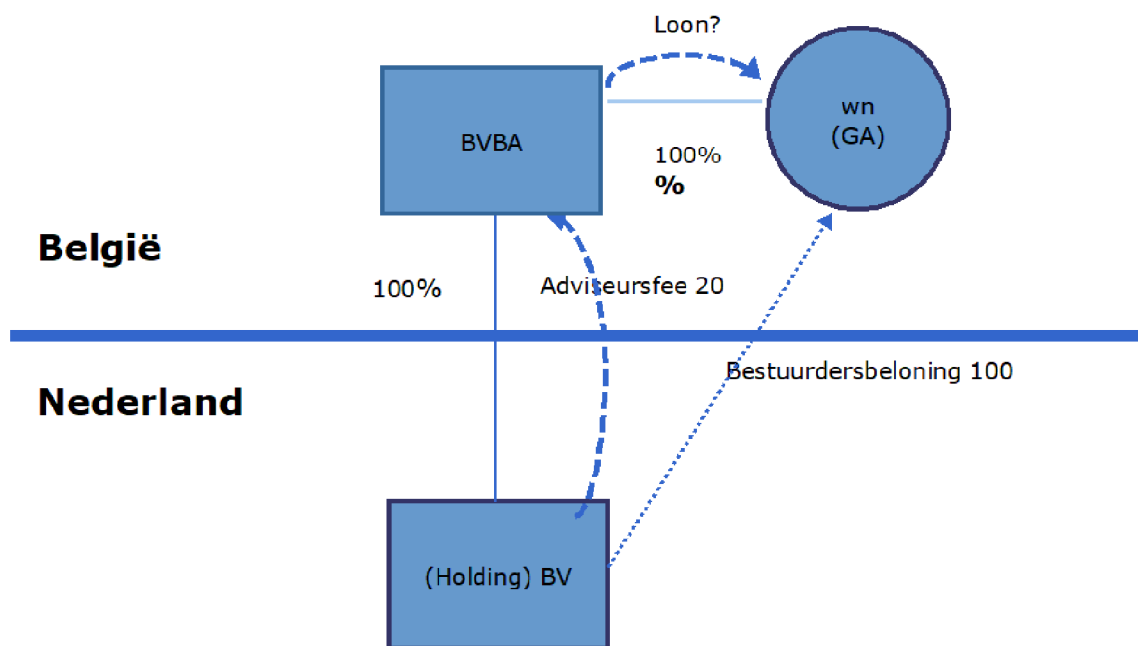 Loon?
BVBA
wn
(GA)
100%
%
België
100%
Adviseursfee 20
Bestuurdersbeloning 100
Nederland
(Holding) BV